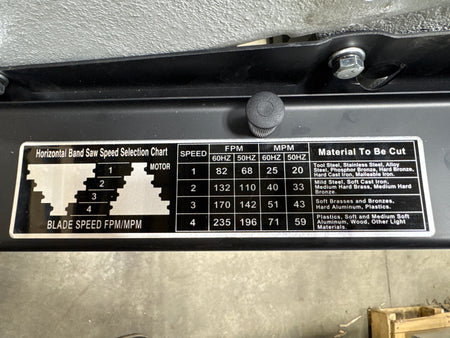 Horizontal Band Saw Speed Selection Chart
MOTOR
1
2
3
4
BLADE SPEED FPM/MPM
SPEED FPM MPM Material To Be Cut
60HZ 50HZ 60HZ 50HZ
1 82 68 25 20
Tool Steel, Stainless Steel, Alloy
Steel, Phosphor Bronze, Hard Bronze,
Hard Cast Iron, Malleable Iron.
2 132 110 40 33
Mild Steel, Soft Cast Iron,
Medium Hard Brass, Medium Hard
Bronze.
3 170 142 51 43
Soft Brasses and Bronzes,
Hard Aluminum, Plastics.
4 235 196 71 59
Plastics, Soft and Medium Soft
Aluminum, Wood, Other Light
Materials.